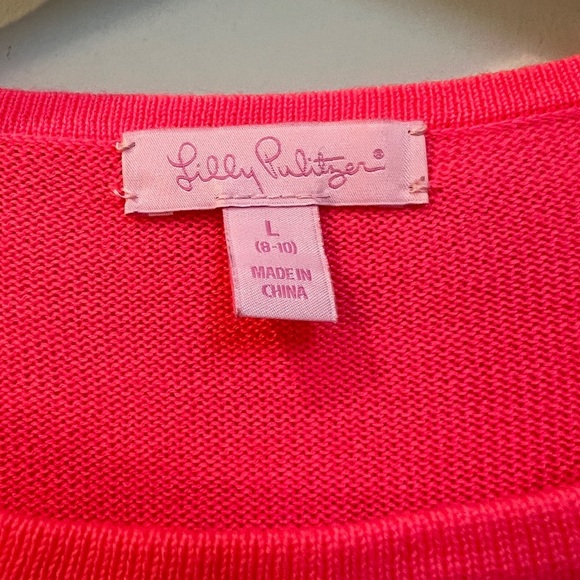 Lilly Pulitzer®
L
(8-10)
MADE IN
CHINA